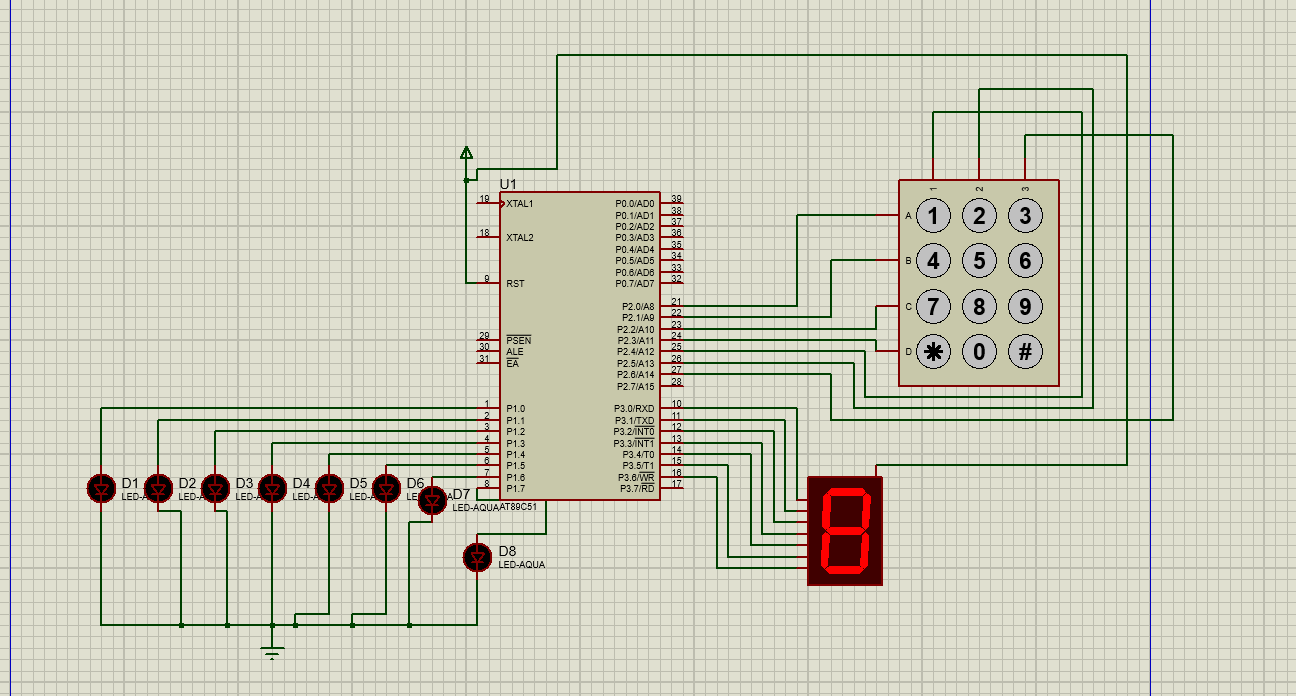 U1
19 XTAL1
18 XTAL2
9 RST
29 PSEN
30 ALE
31 EA
1 P1.0
2 P1.1
3 P1.2
4 P1.3
5 P1.4
6 P1.5
7 P1.6
8 P1.7
P0.0/AD0 39
P0.1/AD1 38
P0.2/AD2 37
P0.3/AD3 36
P0.4/AD4 35
P0.5/AD5 34
P0.6/AD6 33
P0.7/AD7 32
P2.0/A8 21
P2.1/A9 22
P2.2/A10 23
P2.3/A11 24
P2.4/A12 25
P2.5/A13 26
P2.6/A14 27
P2.7/A15 28
P3.0/RXD 10
P3.1/TXD 11
P3.2/INT0 12
P3.3/INT1 13
P3.4/T0 14
P3.5/T1 15
P3.6/WR 16
P3.7/RD 17
AT89C51
1 2 3
A 1 2 3
B 4 5 6
C 7 8 9
D * 0 #
D1
D2
D3
D4
D5
D6
D7
LED-AQUA
D8
LED-AQUA
8